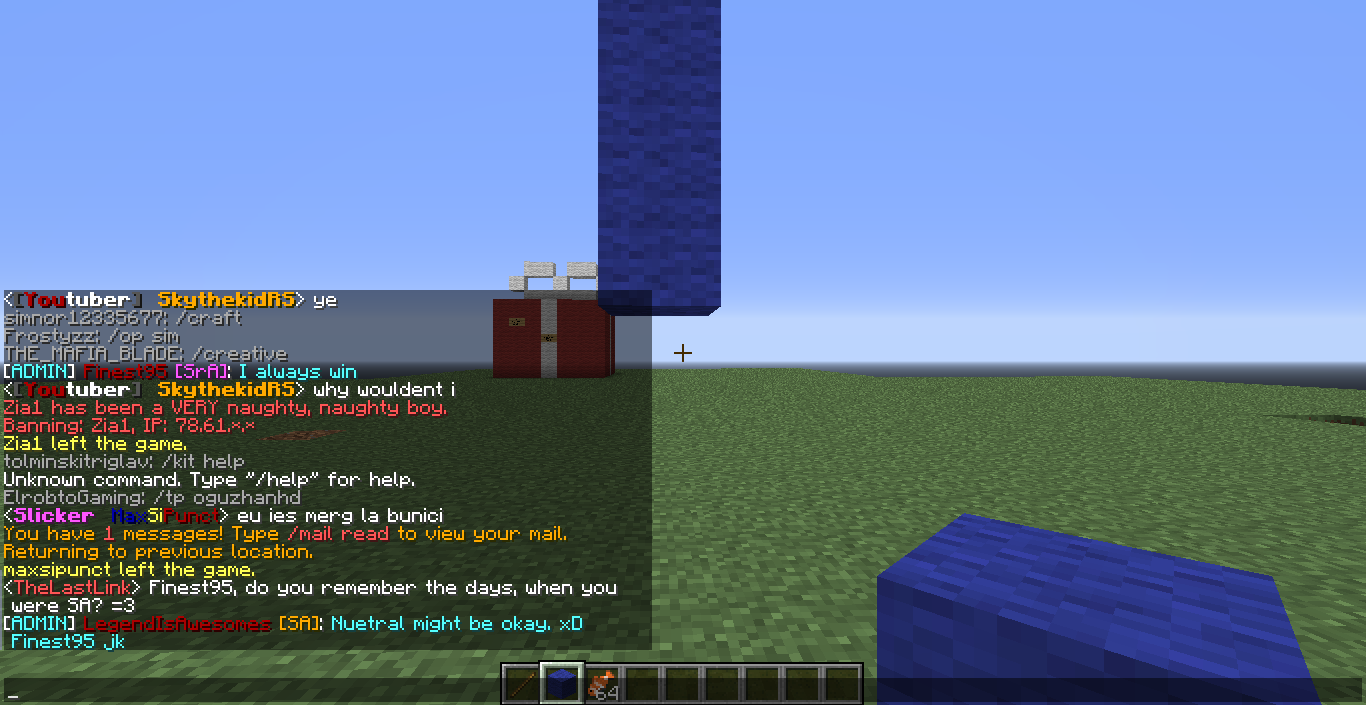 <[Youtuber] SkythekidRS> ye
simnor12335677: /craft
Frostyzz: /op sim
THE_MAFIA_BLADE: /creative
[ADMIN] Finest95 [SrA]: I always win
<[Youtuber] SkythekidRS> why wouldent i
Zia1 has been a VERY naughty, naughty boy.
Banning: Zia1, IP: 78.61.*.*
Zia1 left the game.
tolminskitriglav: /kit help
Unknown command. Type "/help" for help.
ElrobtoGaming: /tp oguzhanhd
<Slicker MaxSiPunct> eu ies merg la bunici
You have 1 messages! Type /mail read to view your mail.
Returning to previous location.
maxsipunct left the game.
<TheLastLink> Finest95, do you remember the days, when you
were SA? =3
[ADMIN] LegendIsAwesomes [SA]: Nuetral might be okay. xD
Finest95 jk
_
64